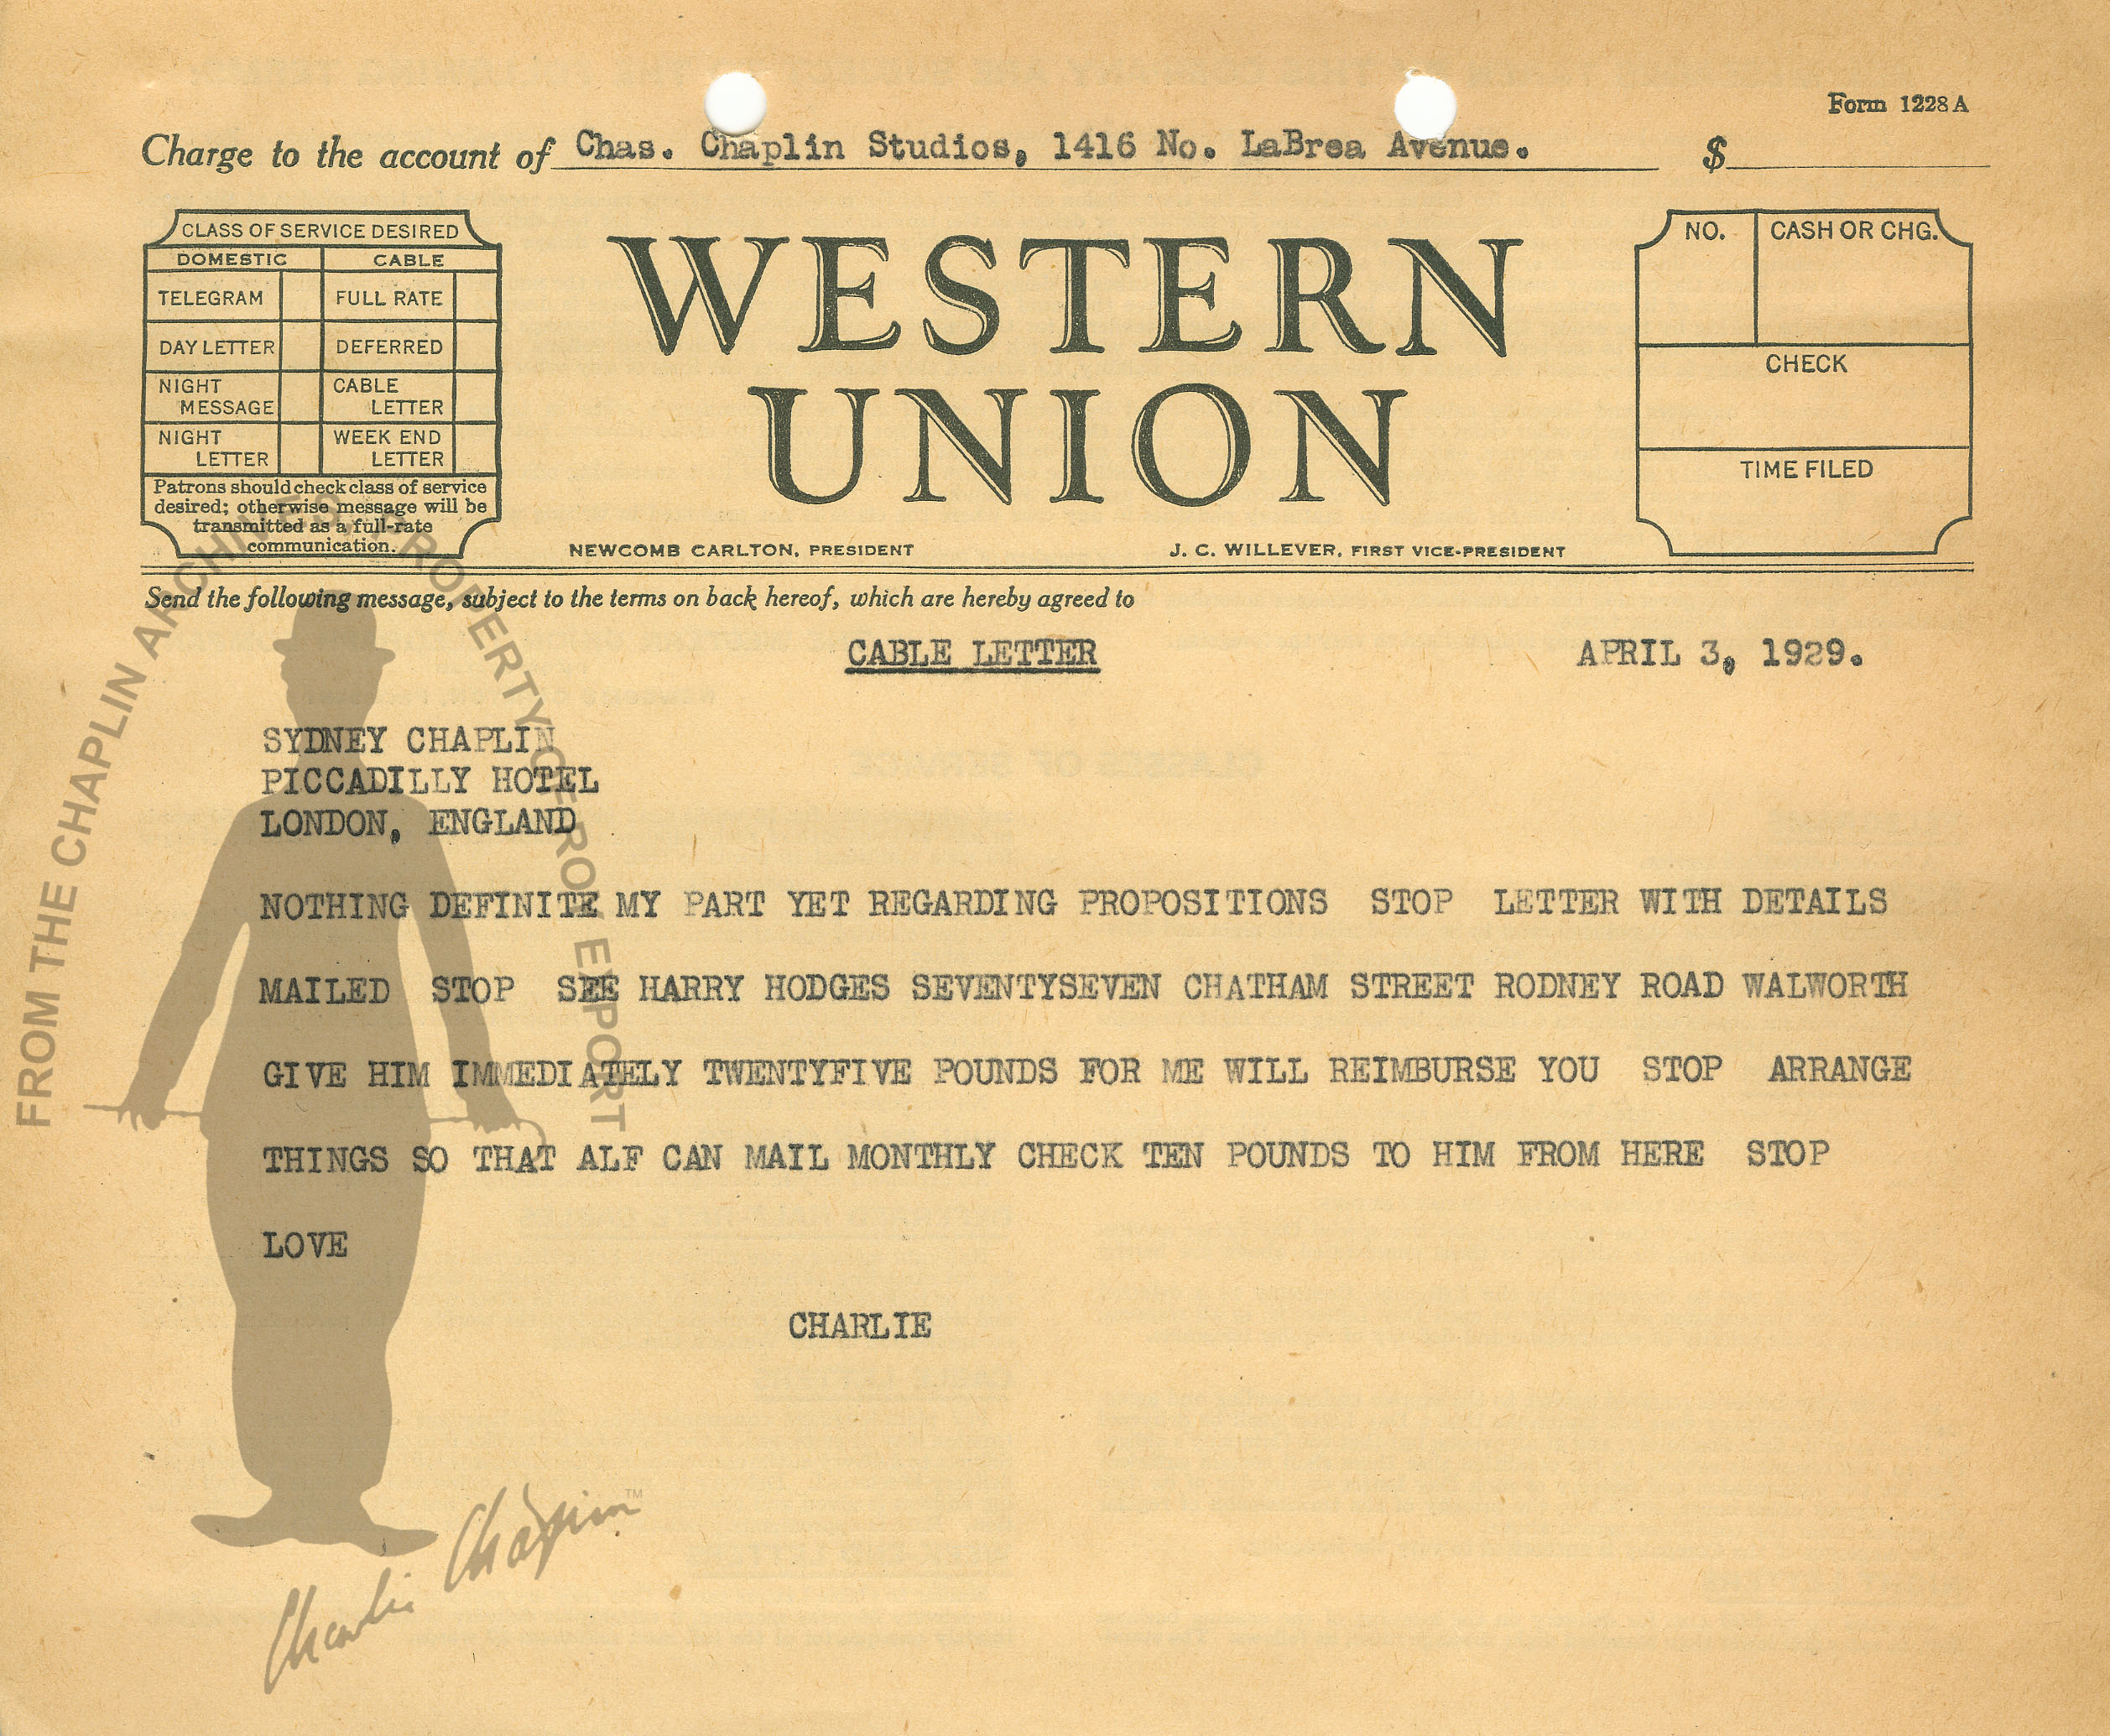 Form 1228 A
Charge to the account of Chas. Chaplin Studios, 1416 No. LaBrea Avenue. $
CLASS OF SERVICE DESIRED
DOMESTIC CABLE
TELEGRAM FULL RATE
DAY LETTER DEFERRED
NIGHT MESSAGE CABLE LETTER
NIGHT LETTER WEEK END LETTER
Patrons should check class of service
desired; otherwise message will be
transmitted as a full-rate
communication.
WESTERN
UNION
NEWCOMB CARLTON, PRESIDENT J. C. WILLEVER, FIRST VICE-PRESIDENT
NO. CASH OR CHG.
CHECK
TIME FILED
Send the following message, subject to the terms on back hereof, which are hereby agreed to
CABLE LETTER APRIL 3, 1929.
SYDNEY CHAPLIN
PICCADILLY HOTEL
LONDON, ENGLAND
NOTHING DEFINITE MY PART YET REGARDING PROPOSITIONS STOP LETTER WITH DETAILS
MAILED STOP SEE HARRY HODGES SEVENTYSEVEN CHATHAM STREET RODNEY ROAD WALWORTH
GIVE HIM IMMEDIATELY TWENTYFIVE POUNDS FOR ME WILL REIMBURSE YOU STOP ARRANGE
THINGS SO THAT ALF CAN MAIL MONTHLY CHECK TEN POUNDS TO HIM FROM HERE STOP
LOVE
CHARLIE
FROM THE CHAPLIN ARCHIVES, PROPERTY OF ROY EXPORT
Charlie Chaplin TM